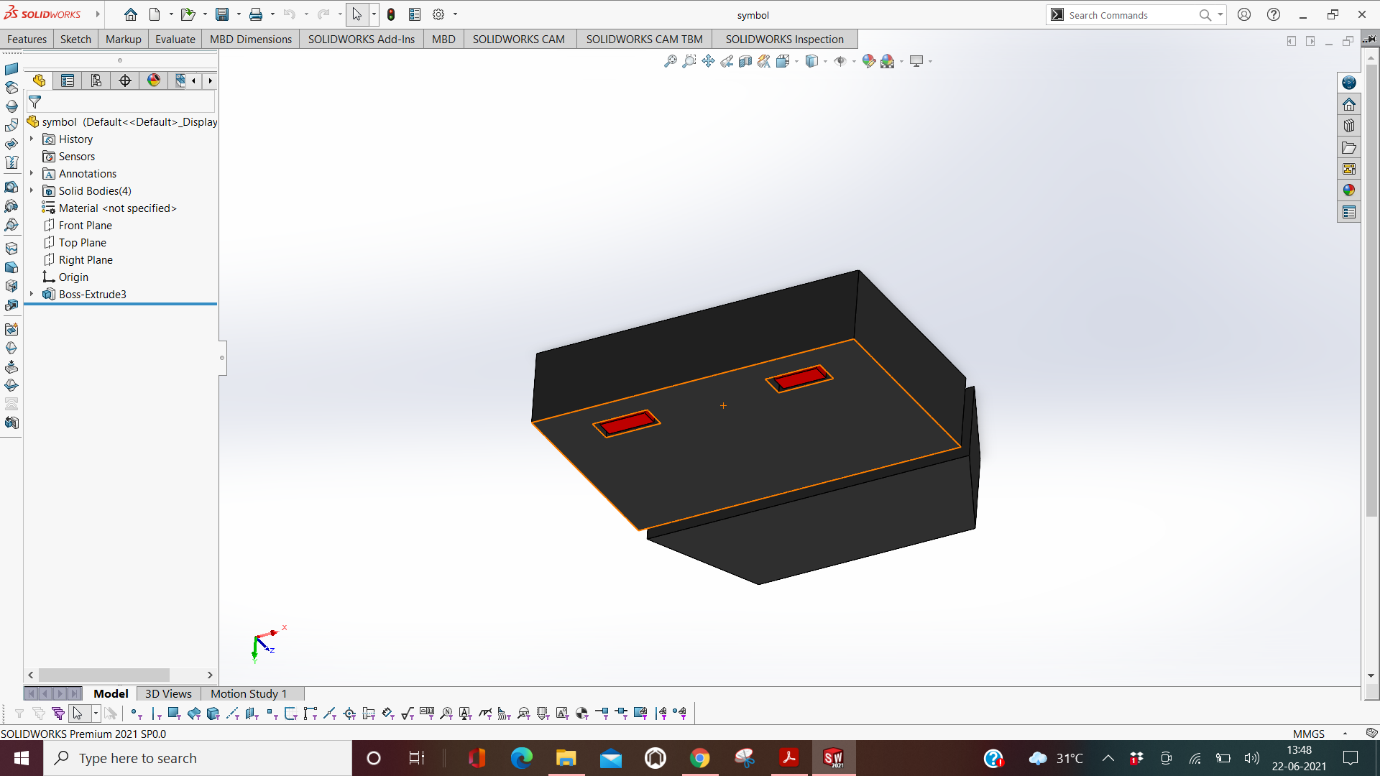 SOLIDWORKS
symbol
Search Commands
Features
Sketch
Markup
Evaluate
MBD Dimensions
SOLIDWORKS Add-Ins
MBD
SOLIDWORKS CAM
SOLIDWORKS CAM TBM
SOLIDWORKS Inspection
symbol (Default<<Default>_Display
History
Sensors
Annotations
Solid Bodies(4)
Material <not specified>
Front Plane
Top Plane
Right Plane
Origin
Boss-Extrude3
x
z
Model
3D Views
Motion Study 1
SOLIDWORKS Premium 2021 SP0.0
MMGS
Type here to search
31°C
13:48
22-06-2021